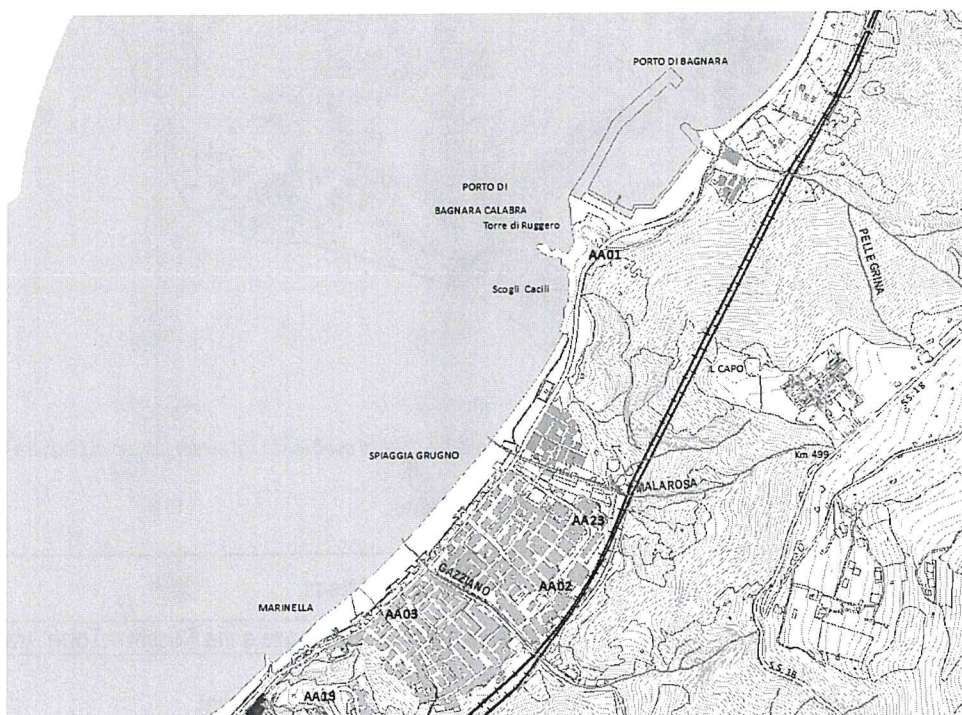 PORTO DI BAGNARA
PORTO DI
BAGNARA CALABRA
Torre di Ruggero
AA01
PELLEGRINA
Scogli Cacili
IL CAPO
S.S.18
SPIAGGIA GRUGNO
Km 499
MALAROSA
AA23
GAZZIANO
AA02
MARINELLA
AA03
S.S.18
AA19